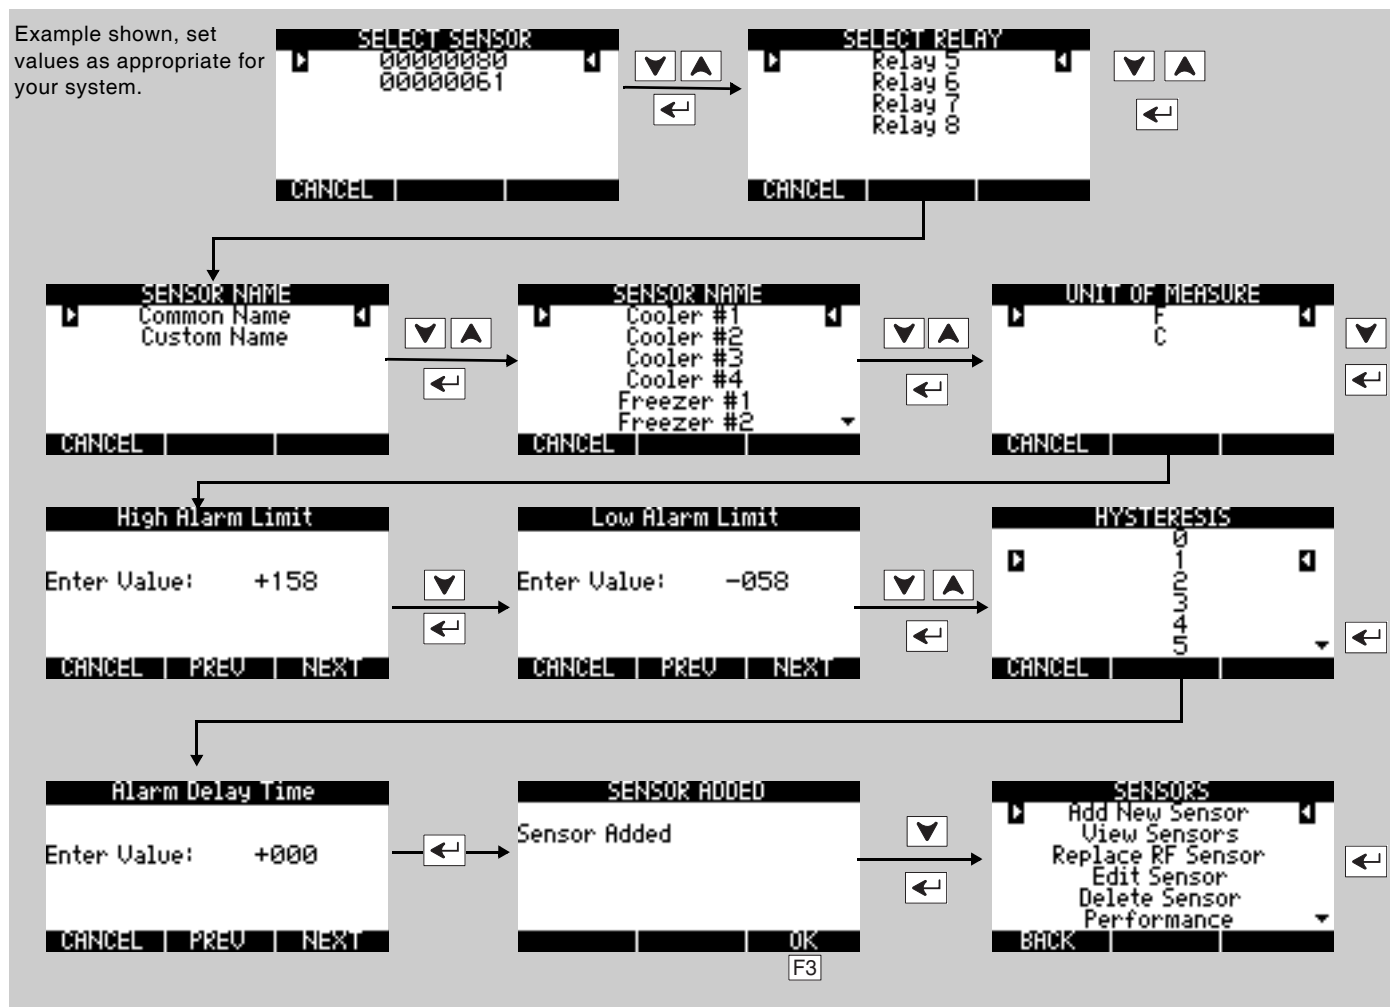 Example shown, set
values as appropriate for
your system.
SELECT SENSOR
00000080
00000061
CANCEL
SELECT RELAY
Relay 5
Relay 6
Relay 7
Relay 8
CANCEL
SENSOR NAME
Common Name
Custom Name
CANCEL
SENSOR NAME
Cooler #1
Cooler #2
Cooler #3
Cooler #4
Freezer #1
Freezer #2
CANCEL
UNIT OF MEASURE
F
C
CANCEL
High Alarm Limit
Enter Value: +158
CANCEL PREV NEXT
Low Alarm Limit
Enter Value: -058
CANCEL PREV NEXT
HYSTERESIS
0
1
2
3
4
5
CANCEL
Alarm Delay Time
Enter Value: +000
CANCEL PREV NEXT
SENSOR ADDED
Sensor Added
OK
F3
SENSORS
Add New Sensor
View Sensors
Replace RF Sensor
Edit Sensor
Delete Sensor
Performance
BACK